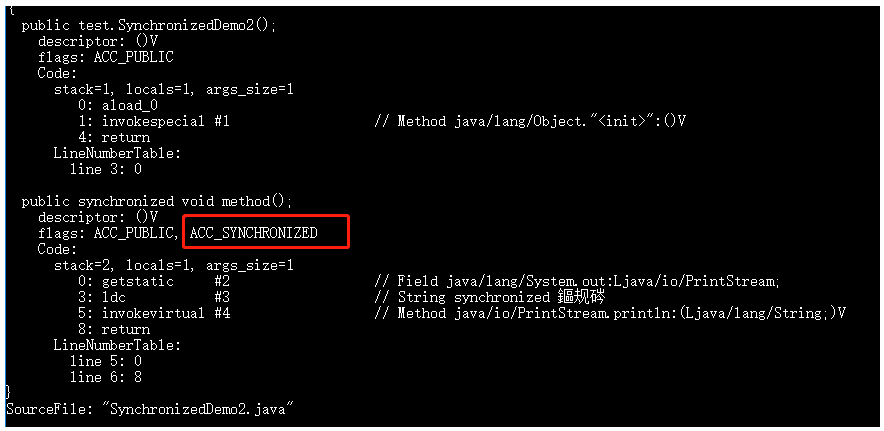 {
public test.SynchronizedDemo2();
descriptor: ()V
flags: ACC_PUBLIC
Code:
stack=1, locals=1, args_size=1
0: aload_0
1: invokespecial #1 // Method java/lang/Object."<init>":()V
4: return
LineNumberTable:
line 3: 0
public synchronized void method();
descriptor: ()V
flags: ACC_PUBLIC, ACC_SYNCHRONIZED
Code:
stack=2, locals=1, args_size=1
0: getstatic #2 // Field java/lang/System.out:Ljava/io/PrintStream;
3: ldc #3 // String synchronized 鏂规硶
5: invokevirtual #4 // Method java/io/PrintStream.println:(Ljava/lang/String;)V
8: return
LineNumberTable:
line 5: 0
line 6: 8
}
SourceFile: "SynchronizedDemo2.java"